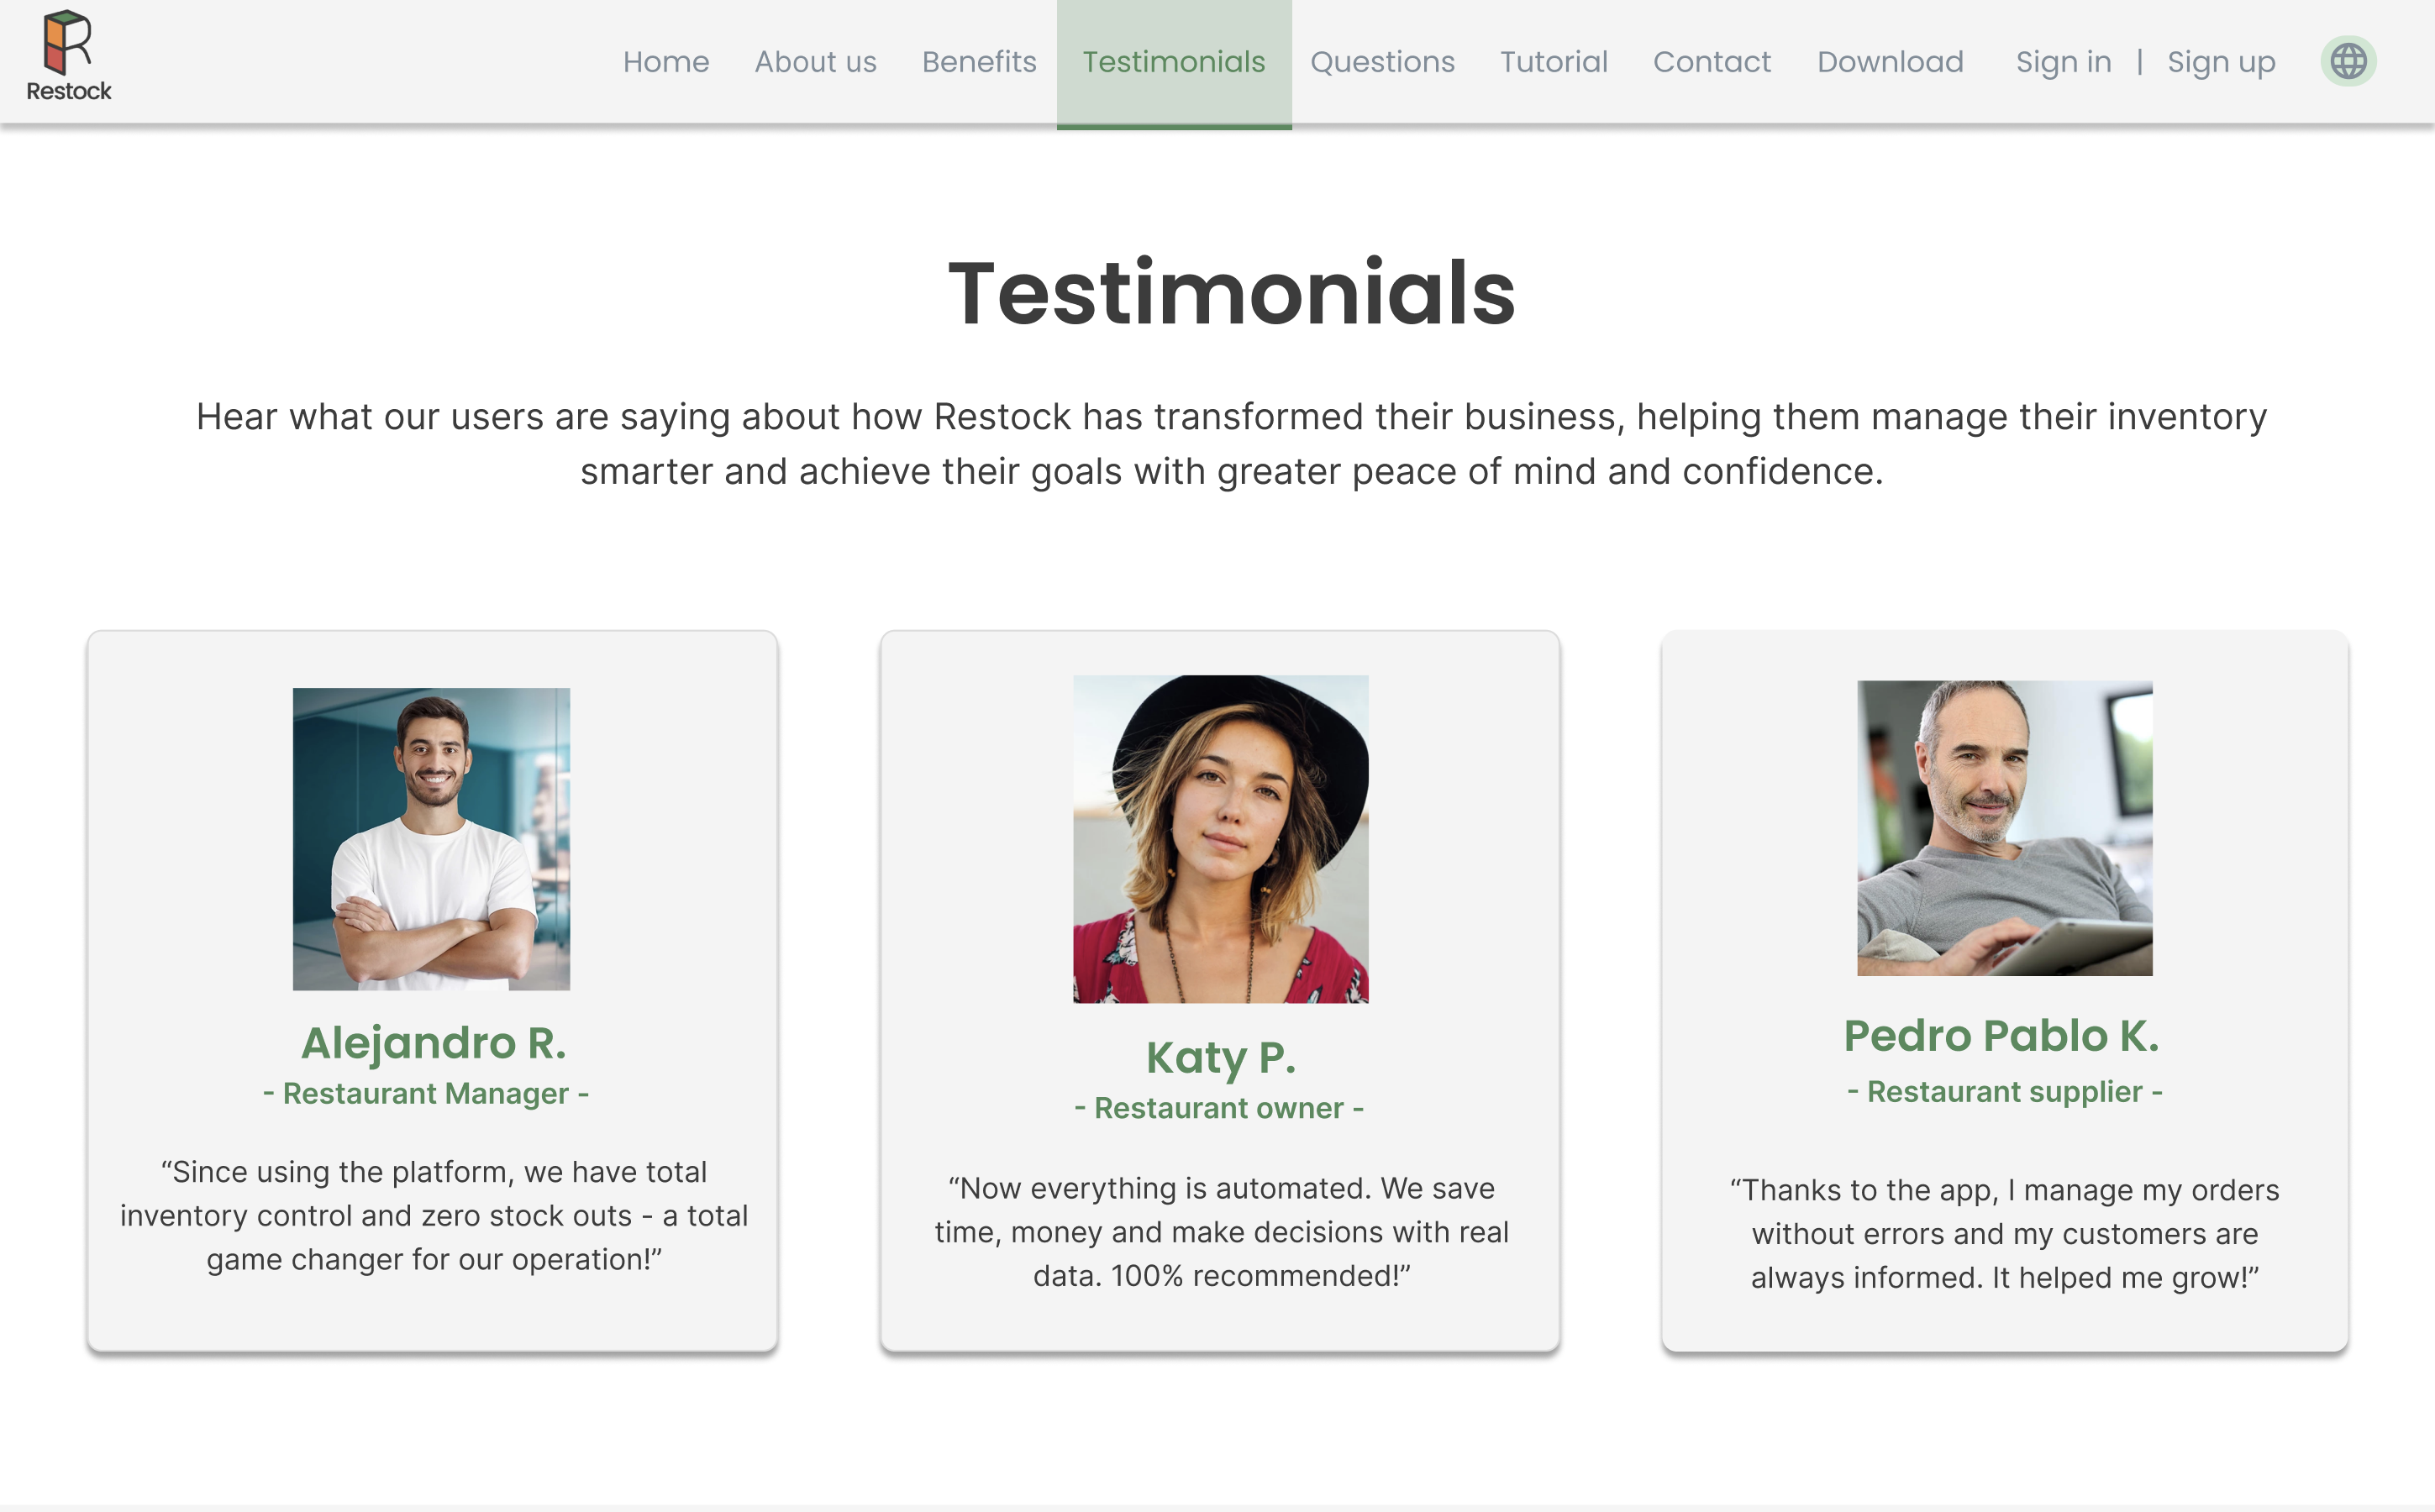 Restock
Home About us Benefits Testimonials Questions Tutorial Contact Download Sign in | Sign up
Testimonials
Hear what our users are saying about how Restock has transformed their business, helping them manage their inventory
smarter and achieve their goals with greater peace of mind and confidence.
Alejandro R.
- Restaurant Manager -
“Since using the platform, we have total
inventory control and zero stock outs - a total
game changer for our operation!”
Katy P.
- Restaurant owner -
“Now everything is automated. We save
time, money and make decisions with real
data. 100% recommended!”
Pedro Pablo K.
- Restaurant supplier -
“Thanks to the app, I manage my orders
without errors and my customers are
always informed. It helped me grow!”